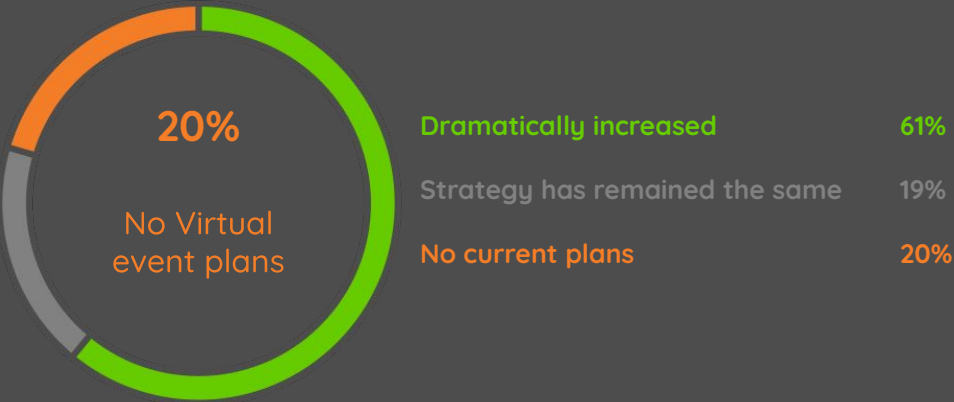 20%
No Virtual
event plans
Dramatically increased 61%
Strategy has remained the same 19%
No current plans 20%